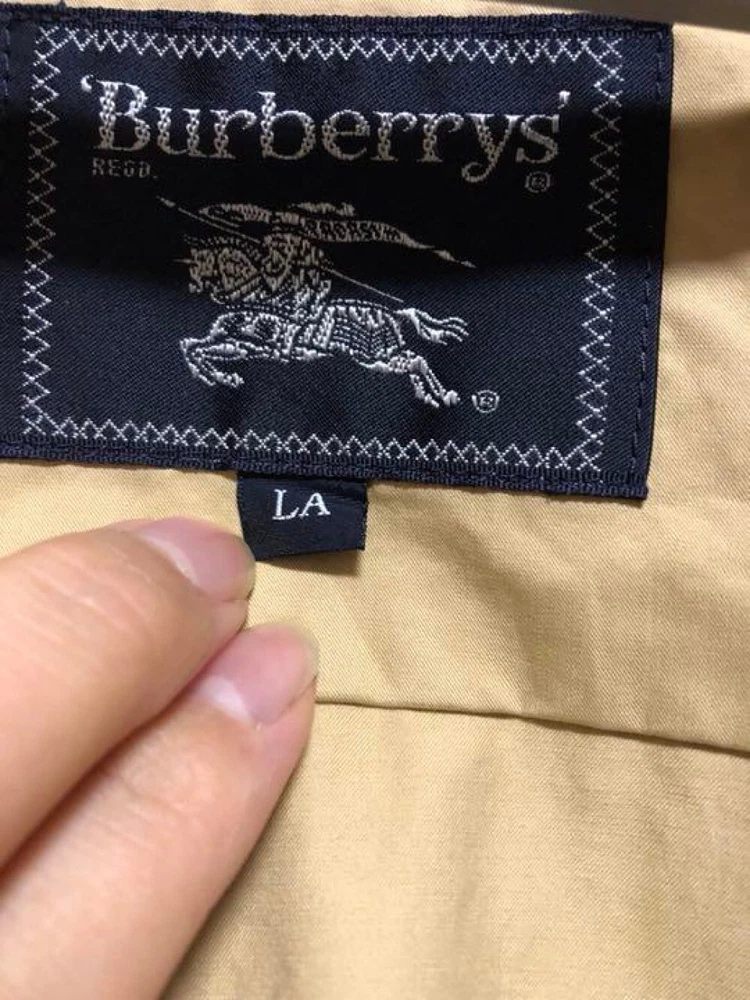 'Burberrys'
REGD. ®
®
LA